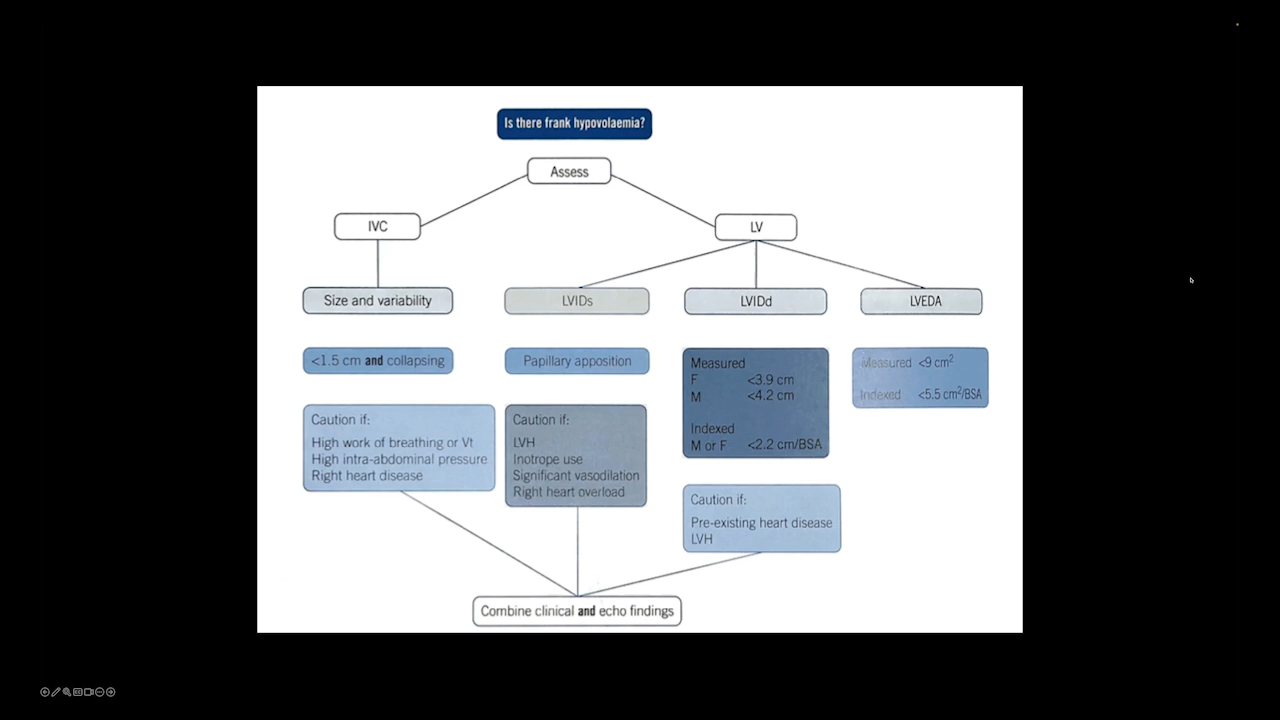 Is there frank hypovolaemia?
Assess
IVC
LV
Size and variability
LVIDs
LVIDd
LVEDA
<1.5 cm and collapsing
Papillary apposition
Measured
F <3.9 cm
M <4.2 cm
Indexed
M or F <2.2 cm/BSA
Measured <9 cm²
Indexed <5.5 cm²/BSA
Caution if:
High work of breathing or Vt
High intra-abdominal pressure
Right heart disease
Caution if:
LVH
Inotrope use
Significant vasodilation
Right heart overload
Caution if:
Pre-existing heart disease
LVH
Combine clinical and echo findings